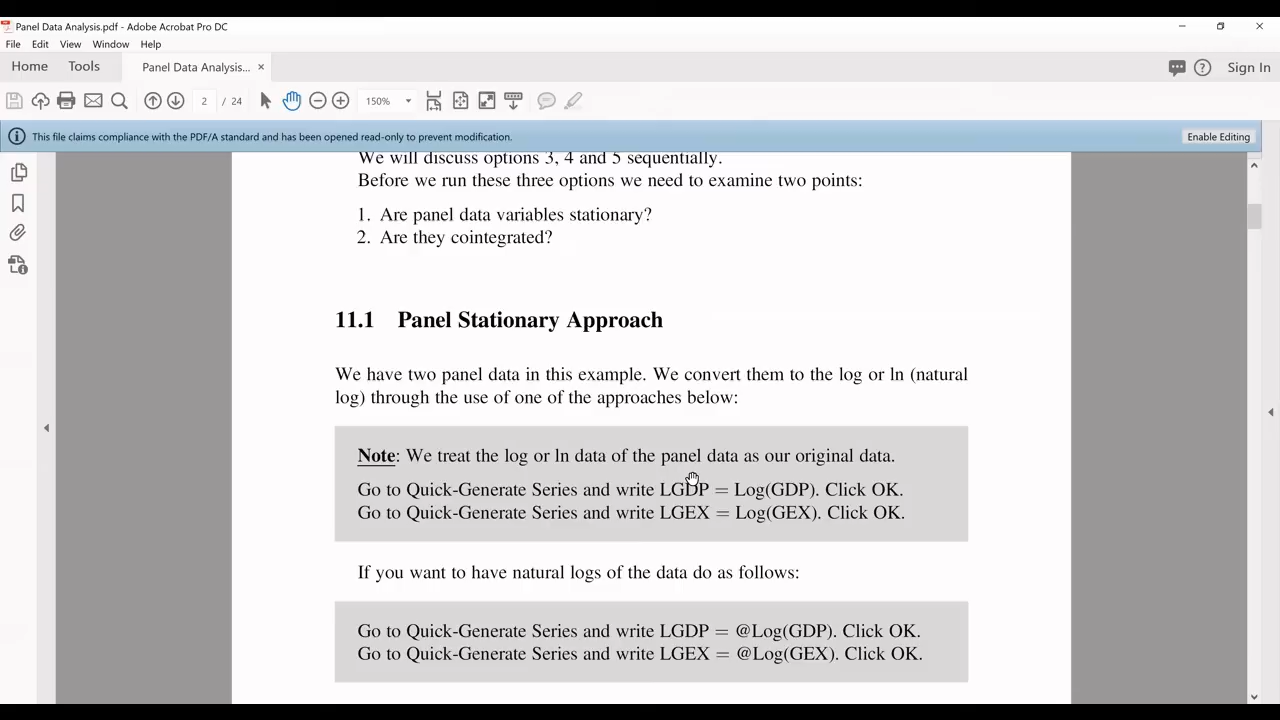 Panel Data Analysis.pdf - Adobe Acrobat Pro DC
File Edit View Window Help
Home Tools Panel Data Analysis... × Sign In
2 / 24 150%
This file claims compliance with the PDF/A standard and has been opened read-only to prevent modification. Enable Editing
We will discuss options 3, 4 and 5 sequentially.
Before we run these three options we need to examine two points:
1. Are panel data variables stationary?
2. Are they cointegrated?
11.1 Panel Stationary Approach
We have two panel data in this example. We convert them to the log or ln (natural
log) through the use of one of the approaches below:
Note: We treat the log or ln data of the panel data as our original data.
Go to Quick-Generate Series and write LGDP = Log(GDP). Click OK.
Go to Quick-Generate Series and write LGEX = Log(GEX). Click OK.
If you want to have natural logs of the data do as follows:
Go to Quick-Generate Series and write LGDP = @Log(GDP). Click OK.
Go to Quick-Generate Series and write LGEX = @Log(GEX). Click OK.